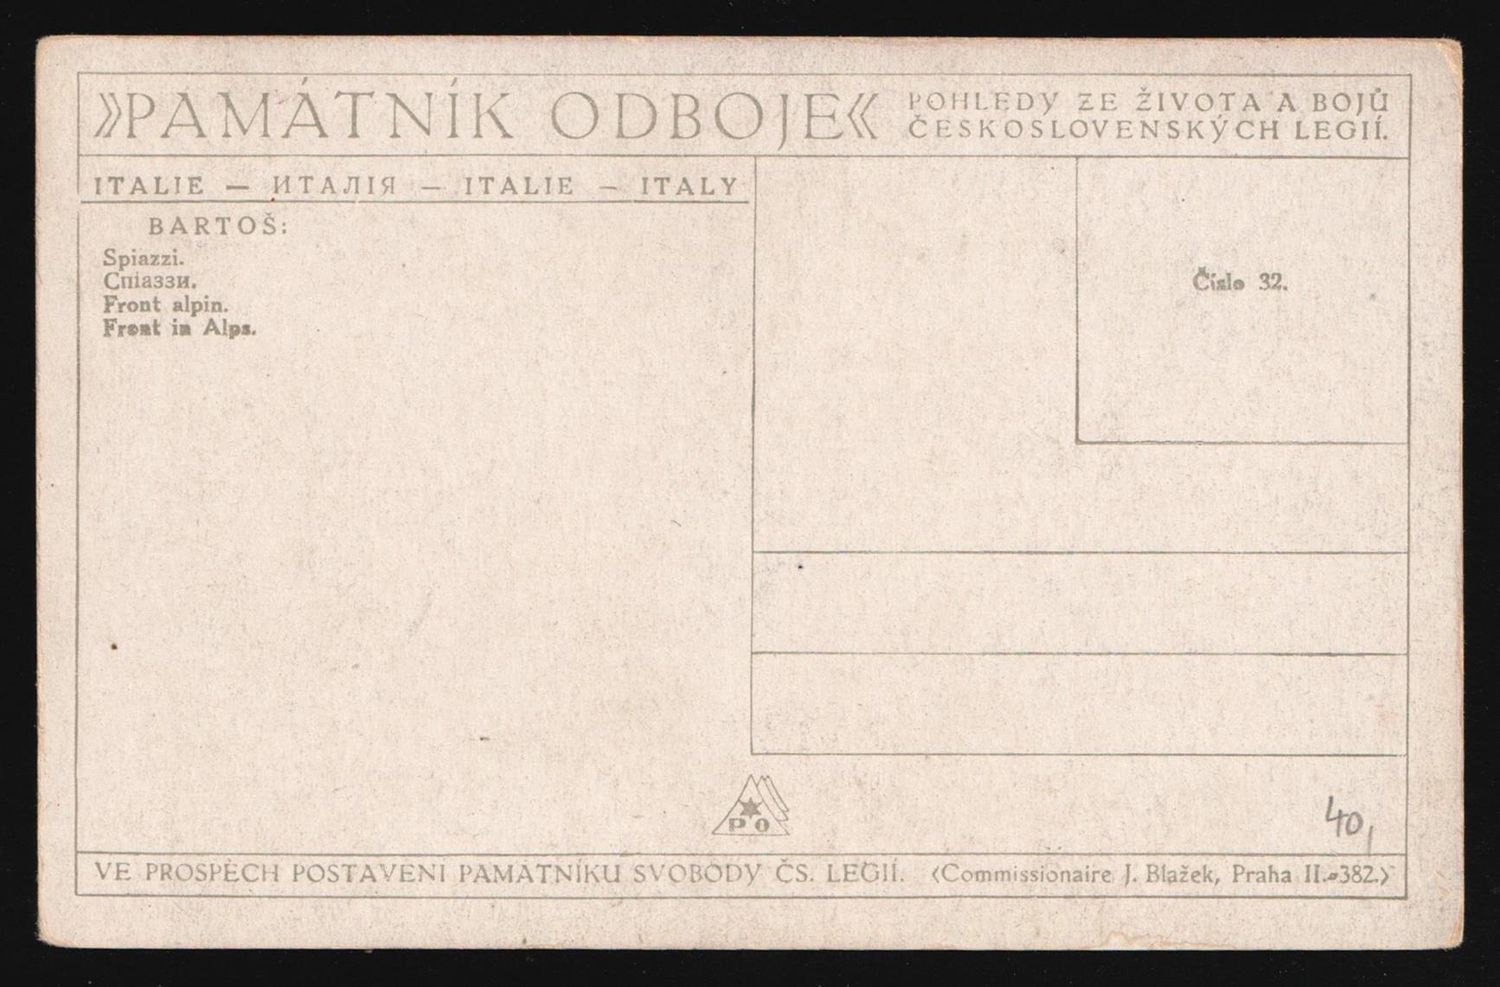 »PAMÁTNÍK ODBOJE«
POHLEDY ZE ŽIVOTA A BOJŮ
ČESKOSLOVENSKÝCH LEGIÍ.
ITALIE — ИТАЛІЯ — ITALIE — ITALY
BARTOŠ:
Spiazzi.
Спіаззи.
Front alpin.
Front in Alps.
Číslo 32.
PO
40,
VE PROSPĚCH POSTAVENÍ PAMÁTNÍKU SVOBODY ČS. LEGIÍ. (Commissionaire J. Blažek, Praha II.-382.)